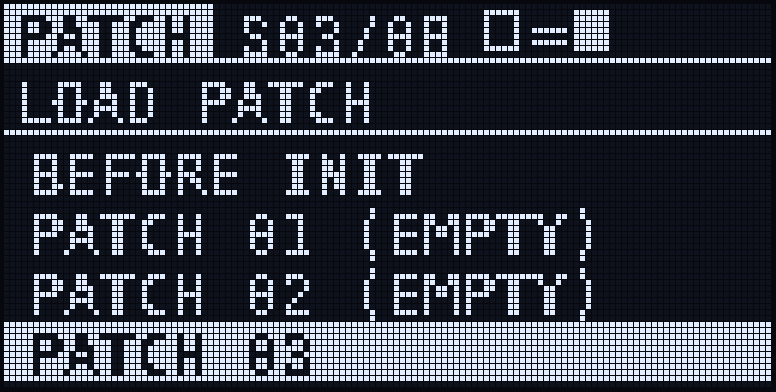 PATCH S03/08 □=■
LOAD PATCH
BEFORE INIT
PATCH 01 (EMPTY)
PATCH 02 (EMPTY)
PATCH 03